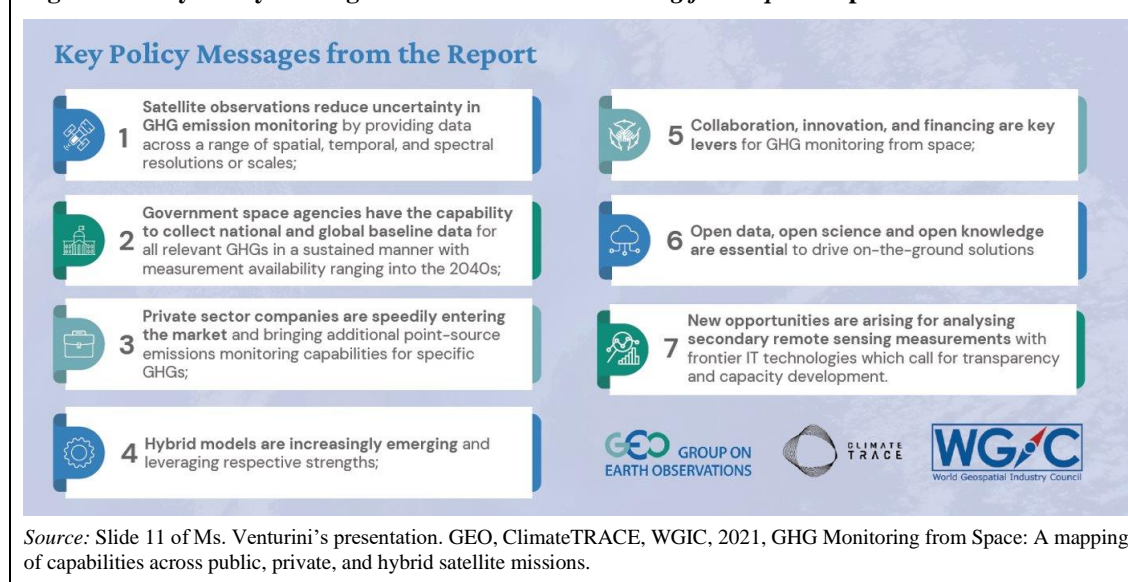 Key Policy Messages from the Report
1
Satellite observations reduce uncertainty in
GHG emission monitoring by providing data
across a range of spatial, temporal, and spectral
resolutions or scales;
2
Government space agencies have the capability
to collect national and global baseline data for
all relevant GHGs in a sustained manner with
measurement availability ranging into the 2040s;
3
Private sector companies are speedily entering
the market and bringing additional point-source
emissions monitoring capabilities for specific
GHGs;
4
Hybrid models are increasingly emerging and
leveraging respective strengths;
5
Collaboration, innovation, and financing are key
levers for GHG monitoring from space;
6
Open data, open science and open knowledge
are essential to drive on-the-ground solutions
7
New opportunities are arising for analysing
secondary remote sensing measurements with
frontier IT technologies which call for transparency
and capacity development.
GEO GROUP ON
EARTH OBSERVATIONS
CLIMATE
TRACE
WGIC
World Geospatial Industry Council
Source: Slide 11 of Ms. Venturini's presentation. GEO, ClimateTRACE, WGIC, 2021, GHG Monitoring from Space: A mapping
of capabilities across public, private, and hybrid satellite missions.